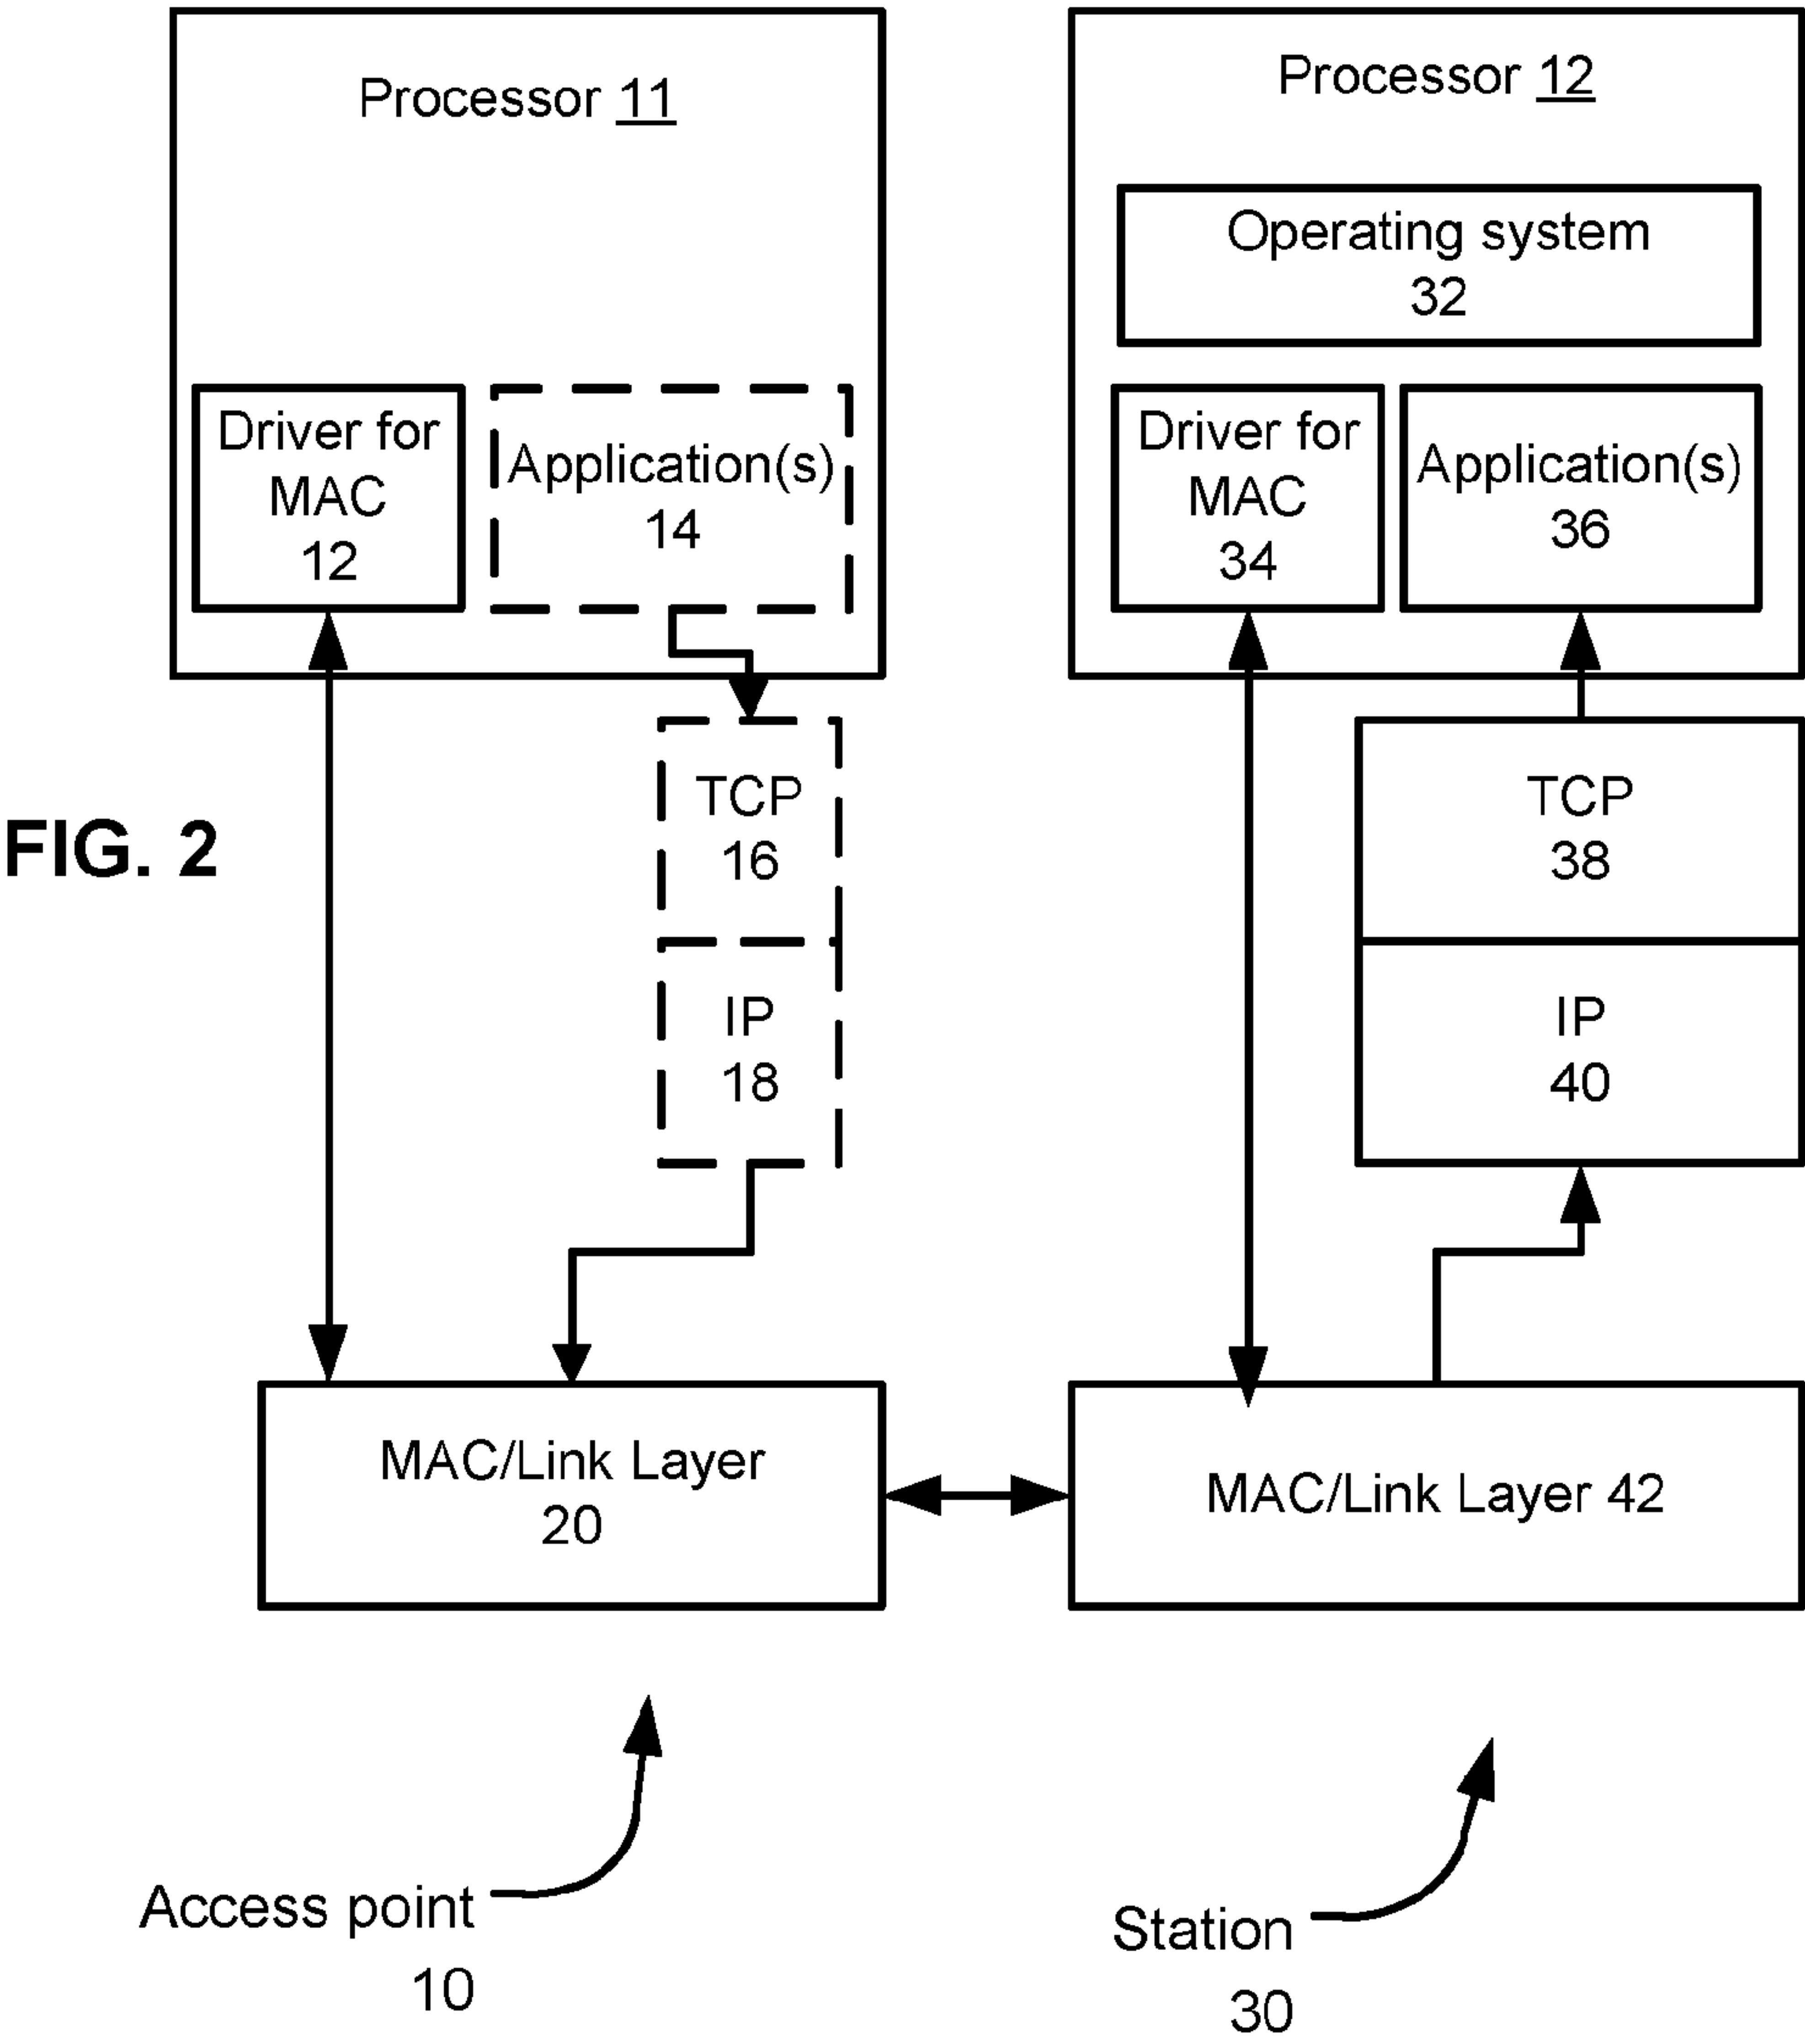 Processor 11
Driver for
MAC
12
Application(s)
14
TCP
16
IP
18
MAC/Link Layer
20
Access point
10
Processor 12
Operating system
32
Driver for
MAC
34
Application(s)
36
TCP
38
IP
40
MAC/Link Layer 42
Station
30
FIG. 2